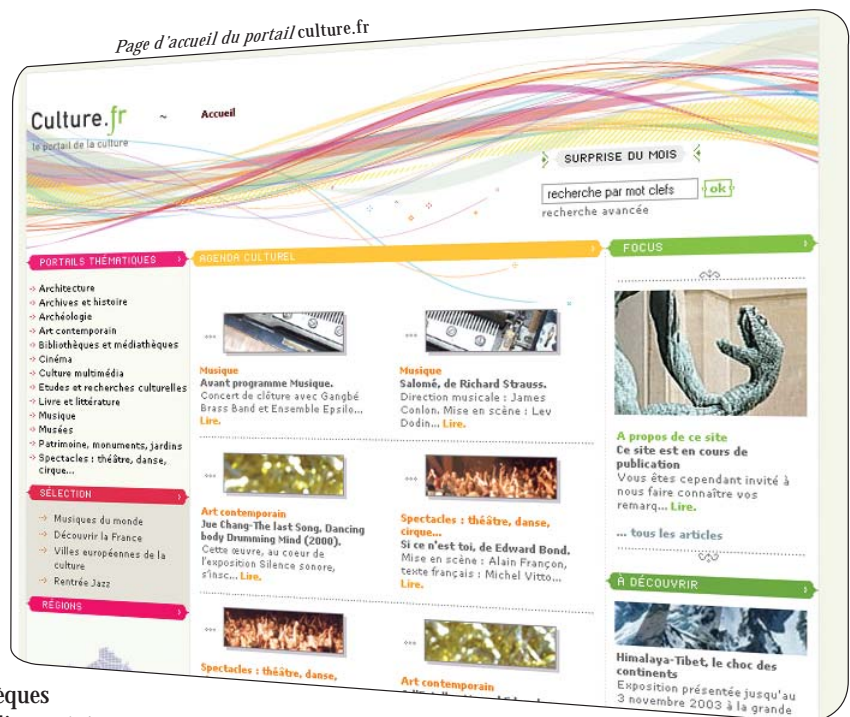 Page d'accueil du portail culture.fr
Culture.fr
~
Accueil
le portail de la culture
SURPRISE DU MOIS
recherche par mot clefs
ok
recherche avancée
PORTAILS THÉMATIQUES
Architecture
Archives et histoire
Archéologie
Art contemporain
Bibliothèques et médiathèques
Cinéma
Culture multimédia
Etudes et recherches culturelles
Livre et littérature
Musique
Musées
Patrimoine, monuments, jardins
Spectacles : théâtre, danse,
cirque...
SÉLECTION
Musiques du monde
Découvrir la France
Villes européennes de la
culture
Rentrée Jazz
RÉGIONS
AGENDA CULTUREL
Musique
Avant programme Musique.
Concert de clôture avec Gangbé
Brass Band et Ensemble Epsilo...
Lire.
Musique
Salomé, de Richard Strauss.
Direction musicale : James
Conlon. Mise en scène : Lev
Dodin... Lire.
Art contemporain
Jue Chang-The last Song, Dancing
body Drumming Mind (2000).
Cette œuvre, au coeur de
l'exposition Silence sonore,
s'insc... Lire.
Spectacles : théâtre, danse,
cirque...
Si ce n'est toi, de Edward Bond.
Mise en scène : Alain Françon,
texte français : Michel Vitto...
Lire.
Spectacles : théâtre, danse,
Art contemporain
FOCUS
A propos de ce site
Ce site est en cours de
publication
Vous êtes cependant invité à
nous faire connaître vos
remarq... Lire.
... tous les articles
À DÉCOUVRIR
Himalaya-Tibet, le choc des
continents
Exposition présentée jusqu'au
3 novembre 2003 à la grande
èques